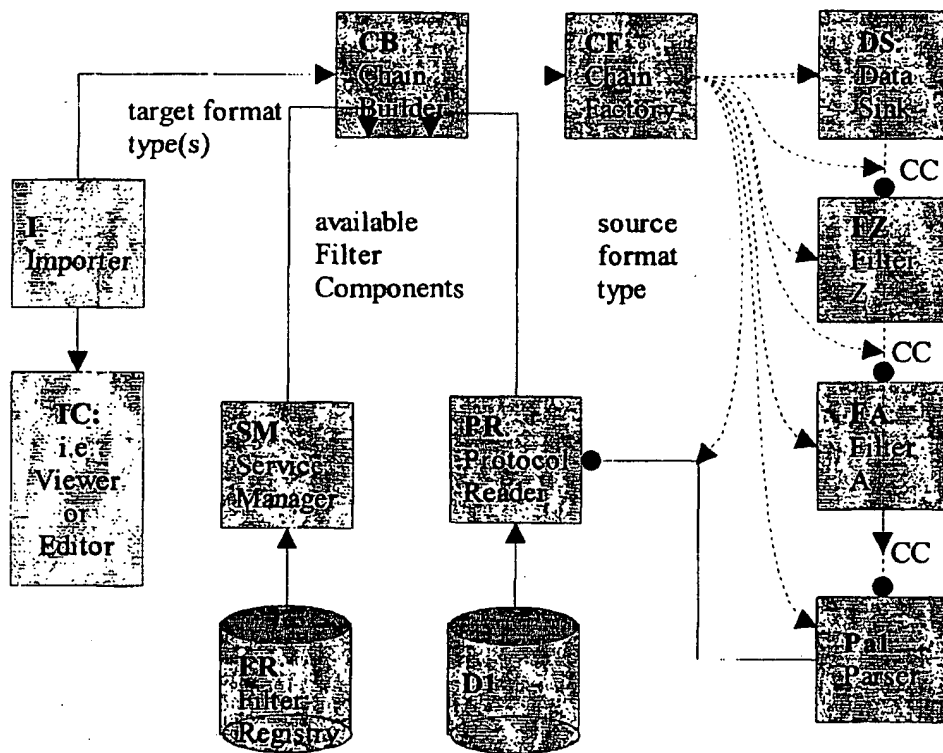 CB
Chain
Builder
CF:
Chain
Factory
DS:
Data
Sink
target format
type(s)
CC
I
Importer
available
Filter
Components
source
format
type
FZ
Filter
Z
CC
TC:
i.e
Viewer
or
Editor
SM
Service
Manager
PR
Protocol
Reader
FA
Filter
A
CC
Filter
Registry
D1
Pa1
Parser